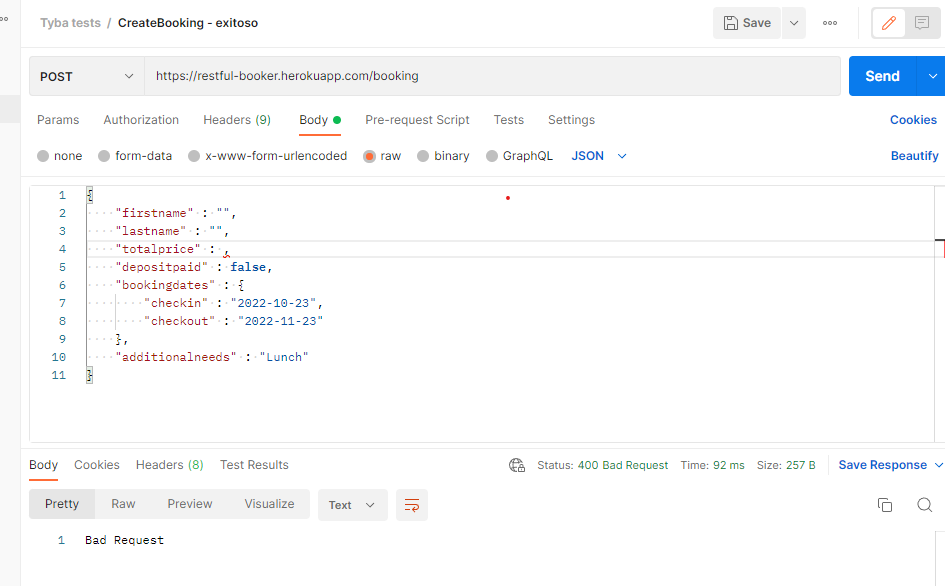 Tyba tests / CreateBooking - exitoso
Save
POST
https://restful-booker.herokuapp.com/booking
Send
Params Authorization Headers (9) Body Pre-request Script Tests Settings Cookies
none form-data x-www-form-urlencoded raw binary GraphQL JSON Beautify
1 {
2 "firstname" : "",
3 "lastname" : "",
4 "totalprice" : ,
5 "depositpaid" : false,
6 "bookingdates" : {
7 "checkin" : "2022-10-23",
8 "checkout" : "2022-11-23"
9 },
10 "additionalneeds" : "Lunch"
11 }
Body Cookies Headers (8) Test Results Status: 400 Bad Request Time: 92 ms Size: 257 B Save Response
Pretty Raw Preview Visualize Text
1 Bad Request